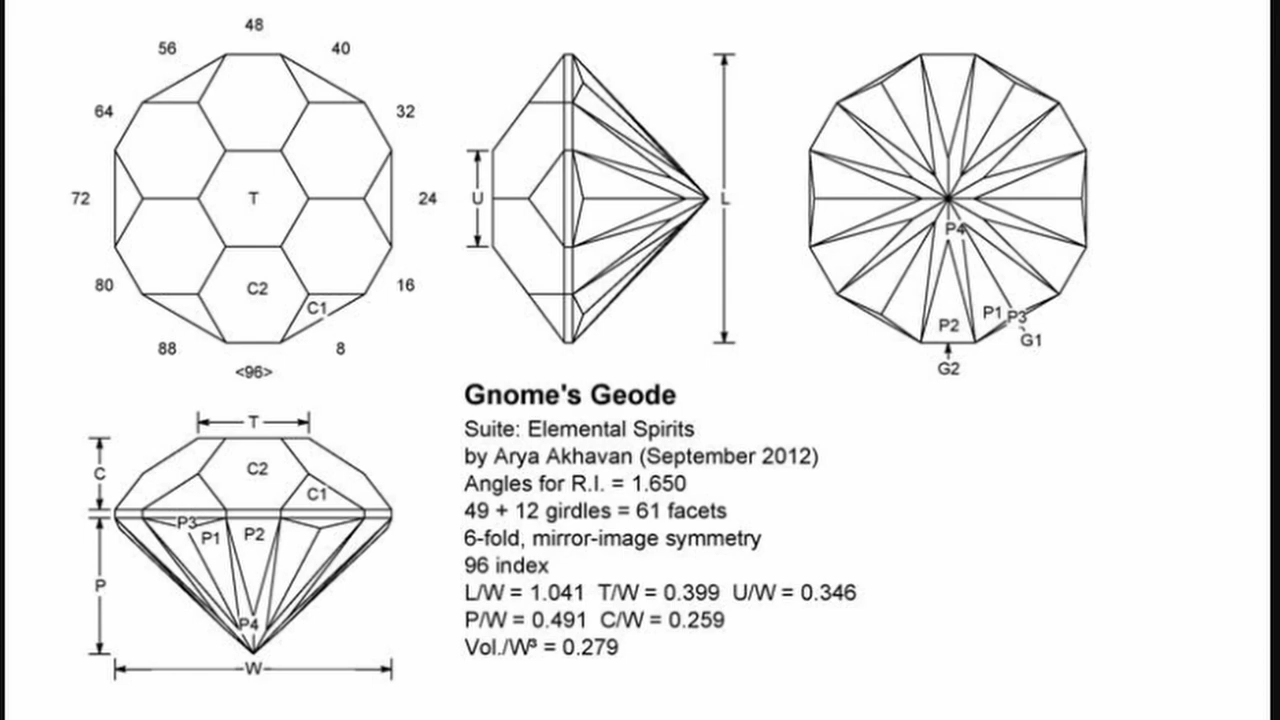 48
56
40
64
32
72
T
24
80
C2
16
C1
88
8
<96>
U
L
P4
P1
P3
P2
G1
G2
T
C
C2
C1
P3
P1
P2
P
P4
W
Gnome's Geode
Suite: Elemental Spirits
by Arya Akhavan (September 2012)
Angles for R.I. = 1.650
49 + 12 girdles = 61 facets
6-fold, mirror-image symmetry
96 index
L/W = 1.041 T/W = 0.399 U/W = 0.346
P/W = 0.491 C/W = 0.259
Vol./W³ = 0.279